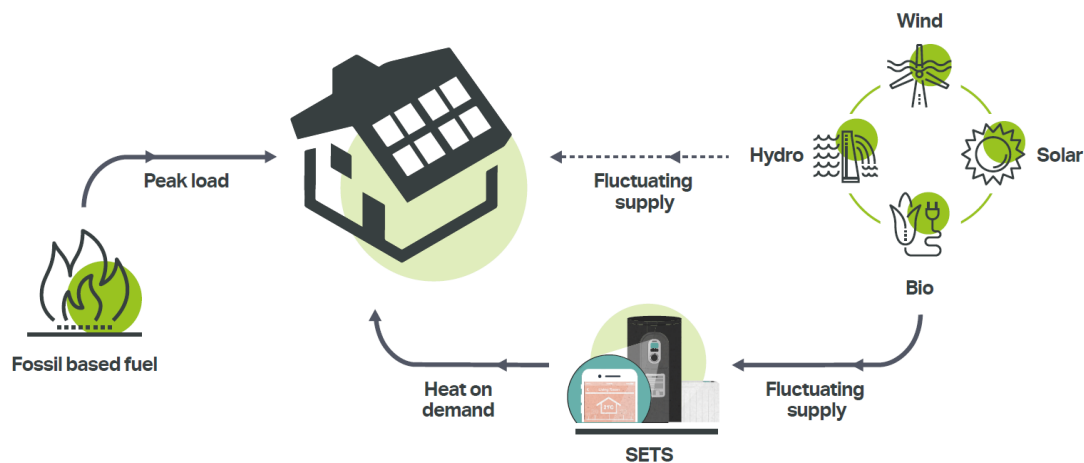 Wind
Hydro
Solar
Peak load
Fluctuating
supply
Bio
Fossil based fuel
Heat on
demand
Fluctuating
supply
SETS